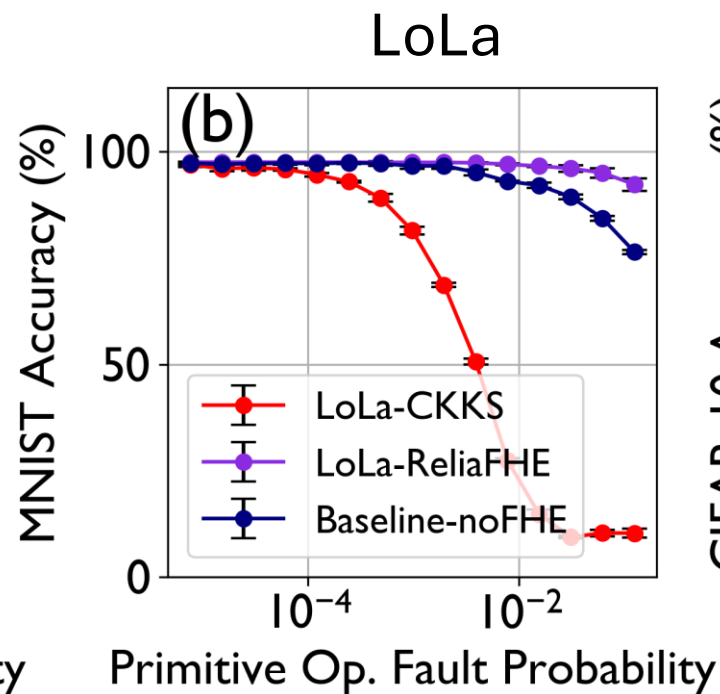 LoLa
(b)
MNIST Accuracy (%)
100
50
0
LoLa-CKKS
LoLa-ReliaFHE
Baseline-noFHE
10⁻⁴
10⁻²
Primitive Op. Fault Probability
ty
(%)